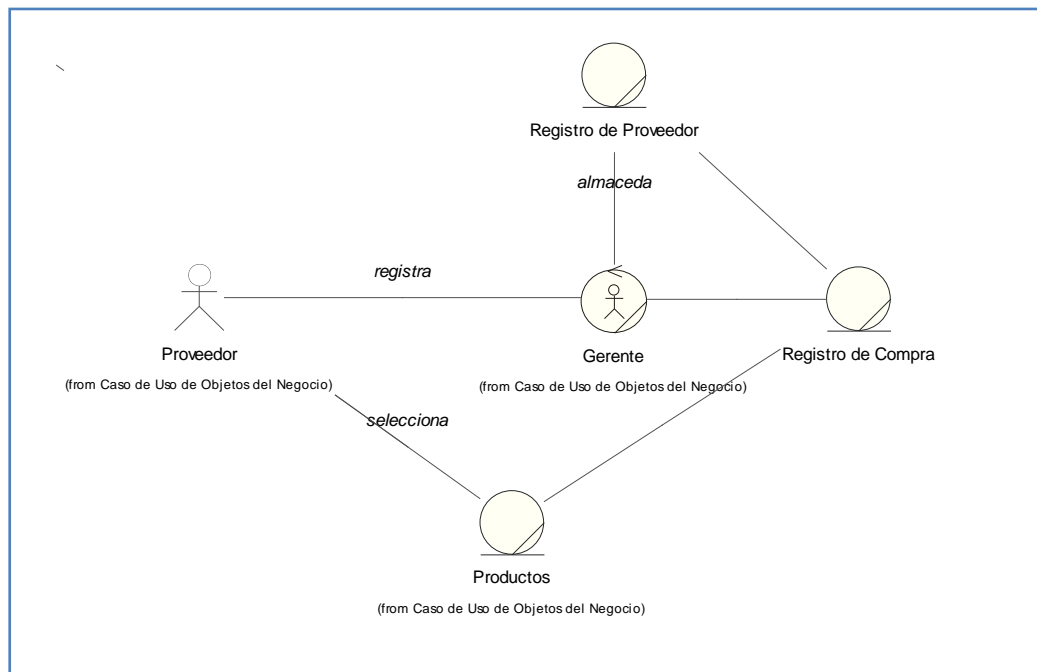 Registro de Proveedor
almaceda
registra
Proveedor
(from Caso de Uso de Objetos del Negocio)
Gerente
(from Caso de Uso de Objetos del Negocio)
Registro de Compra
selecciona
Productos
(from Caso de Uso de Objetos del Negocio)